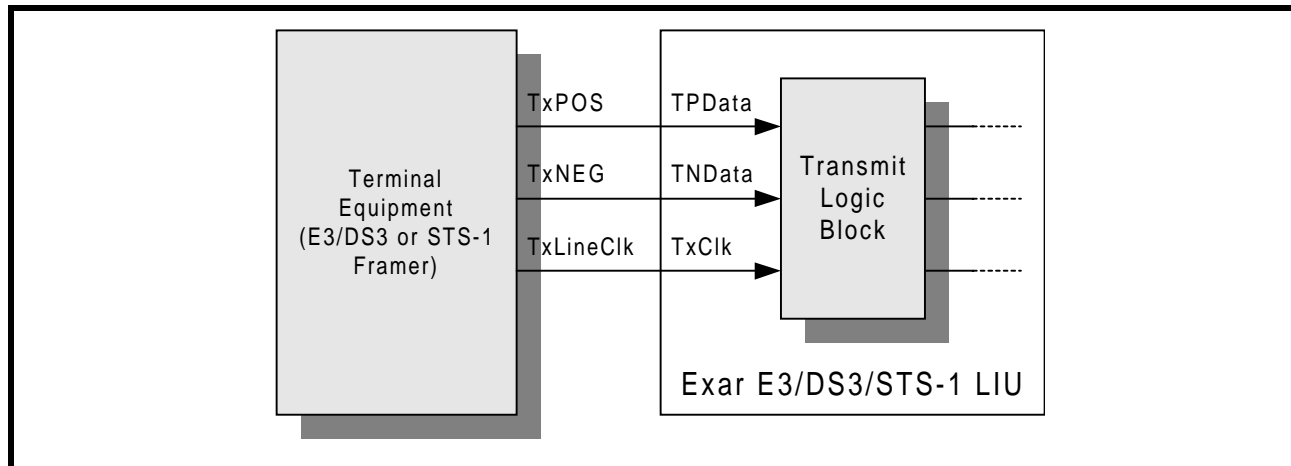 TxPOS TPData
TxNEG TNData
TxLineClk TxClk
Terminal
Equipment
(E3/DS3 or STS-1
Framer)
Transmit
Logic
Block
Exar E3/DS3/STS-1 LIU